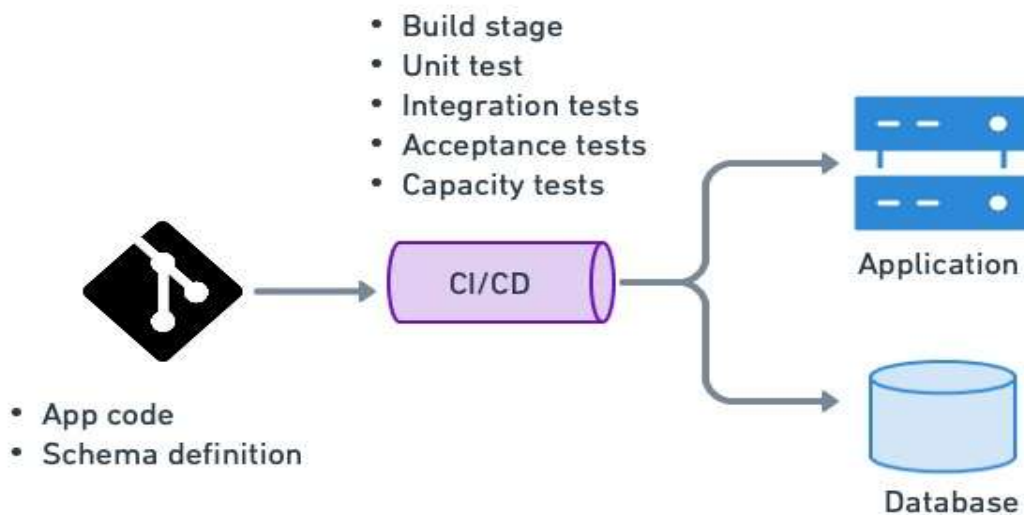 • Build stage
• Unit test
• Integration tests
• Acceptance tests
• Capacity tests
CI/CD
Application
• App code
• Schema definition
Database